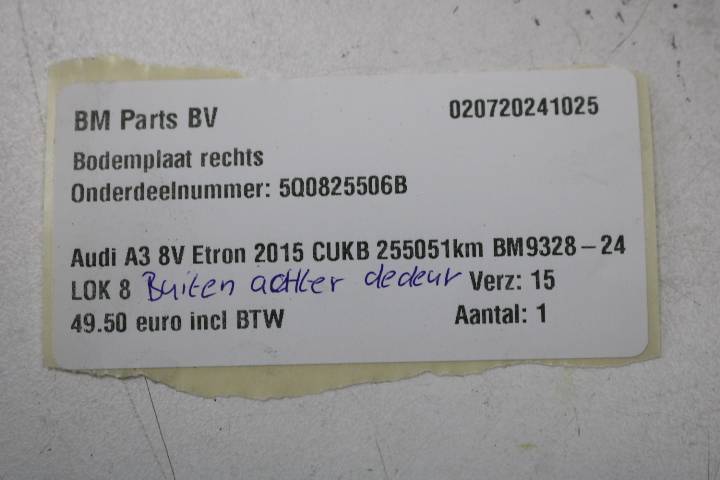 BM Parts BV 020720241025
Bodemplaat rechts
Onderdeelnummer: 5Q0825506B
Audi A3 8V Etron 2015 CUKB 255051km BM9328-24
LOK 8 Buiten achter dedeur Verz: 15
49.50 euro incl BTW Aantal: 1